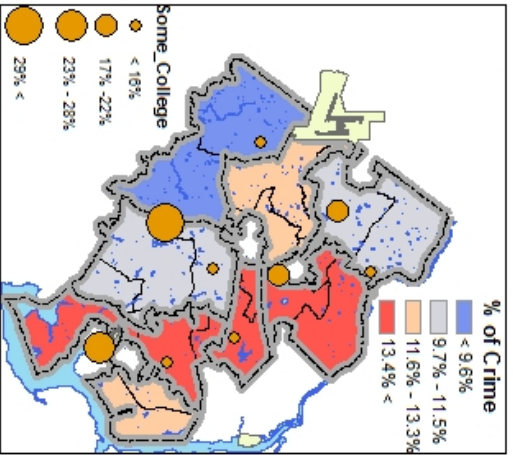 Some_College
< 16%
17% -22%
23% - 28%
29% <
% of Crime
< 9.6%
9.7% - 11.5%
11.6% - 13.3%
13.4% <